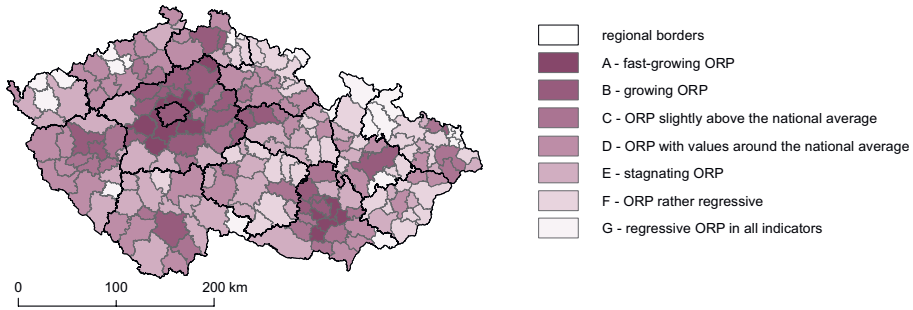 regional borders
A - fast-growing ORP
B - growing ORP
C - ORP slightly above the national average
D - ORP with values around the national average
E - stagnating ORP
F - ORP rather regressive
G - regressive ORP in all indicators
0 100 200 km